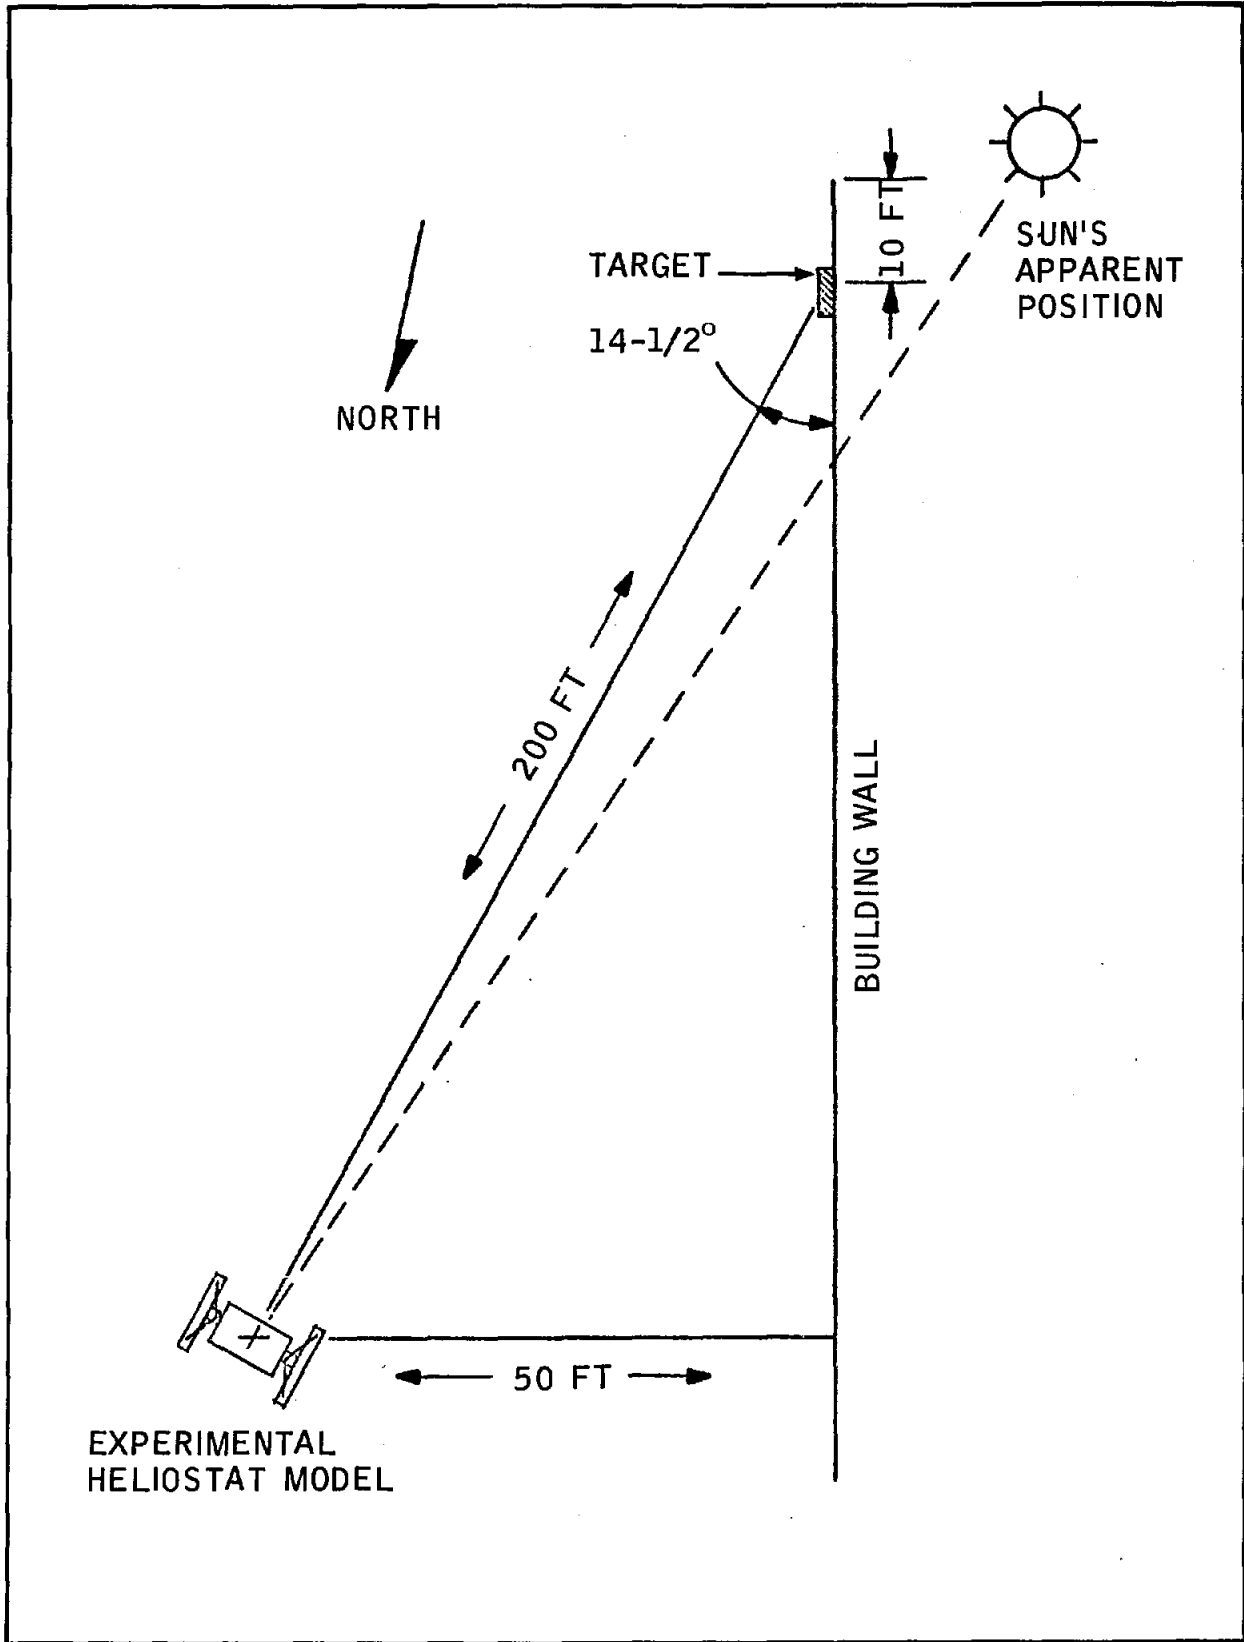 10 FT
SUN'S
APPARENT
POSITION
TARGET
14-1/2°
NORTH
200 FT
BUILDING WALL
50 FT
EXPERIMENTAL
HELIOSTAT MODEL